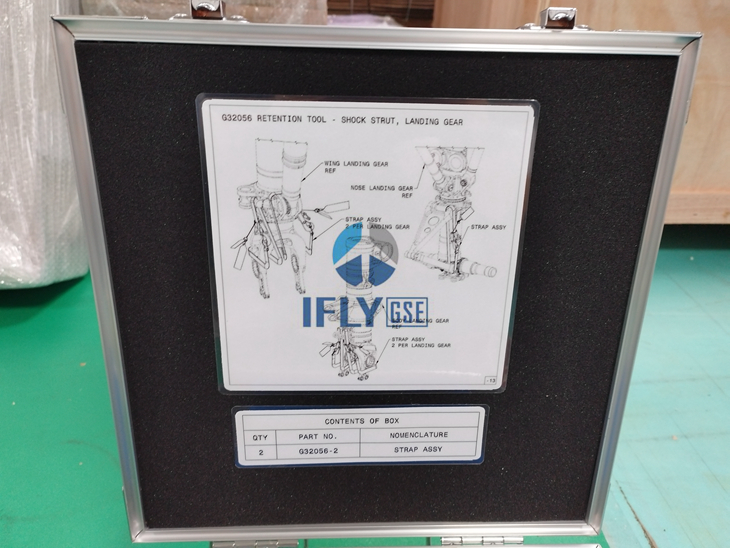 G32056 RETENTION TOOL - SHOCK STRUT, LANDING GEAR
WING LANDING GEAR
REF
NOSE LANDING GEAR
REF
STRAP ASSY
2 PER LANDING GEAR
STRAP ASSY
IFLY GSE
BODY LANDING GEAR
REF
STRAP ASSY
2 PER LANDING GEAR
-13
CONTENTS OF BOX
QTY PART NO. NOMENCLATURE
2 G32056-2 STRAP ASSY